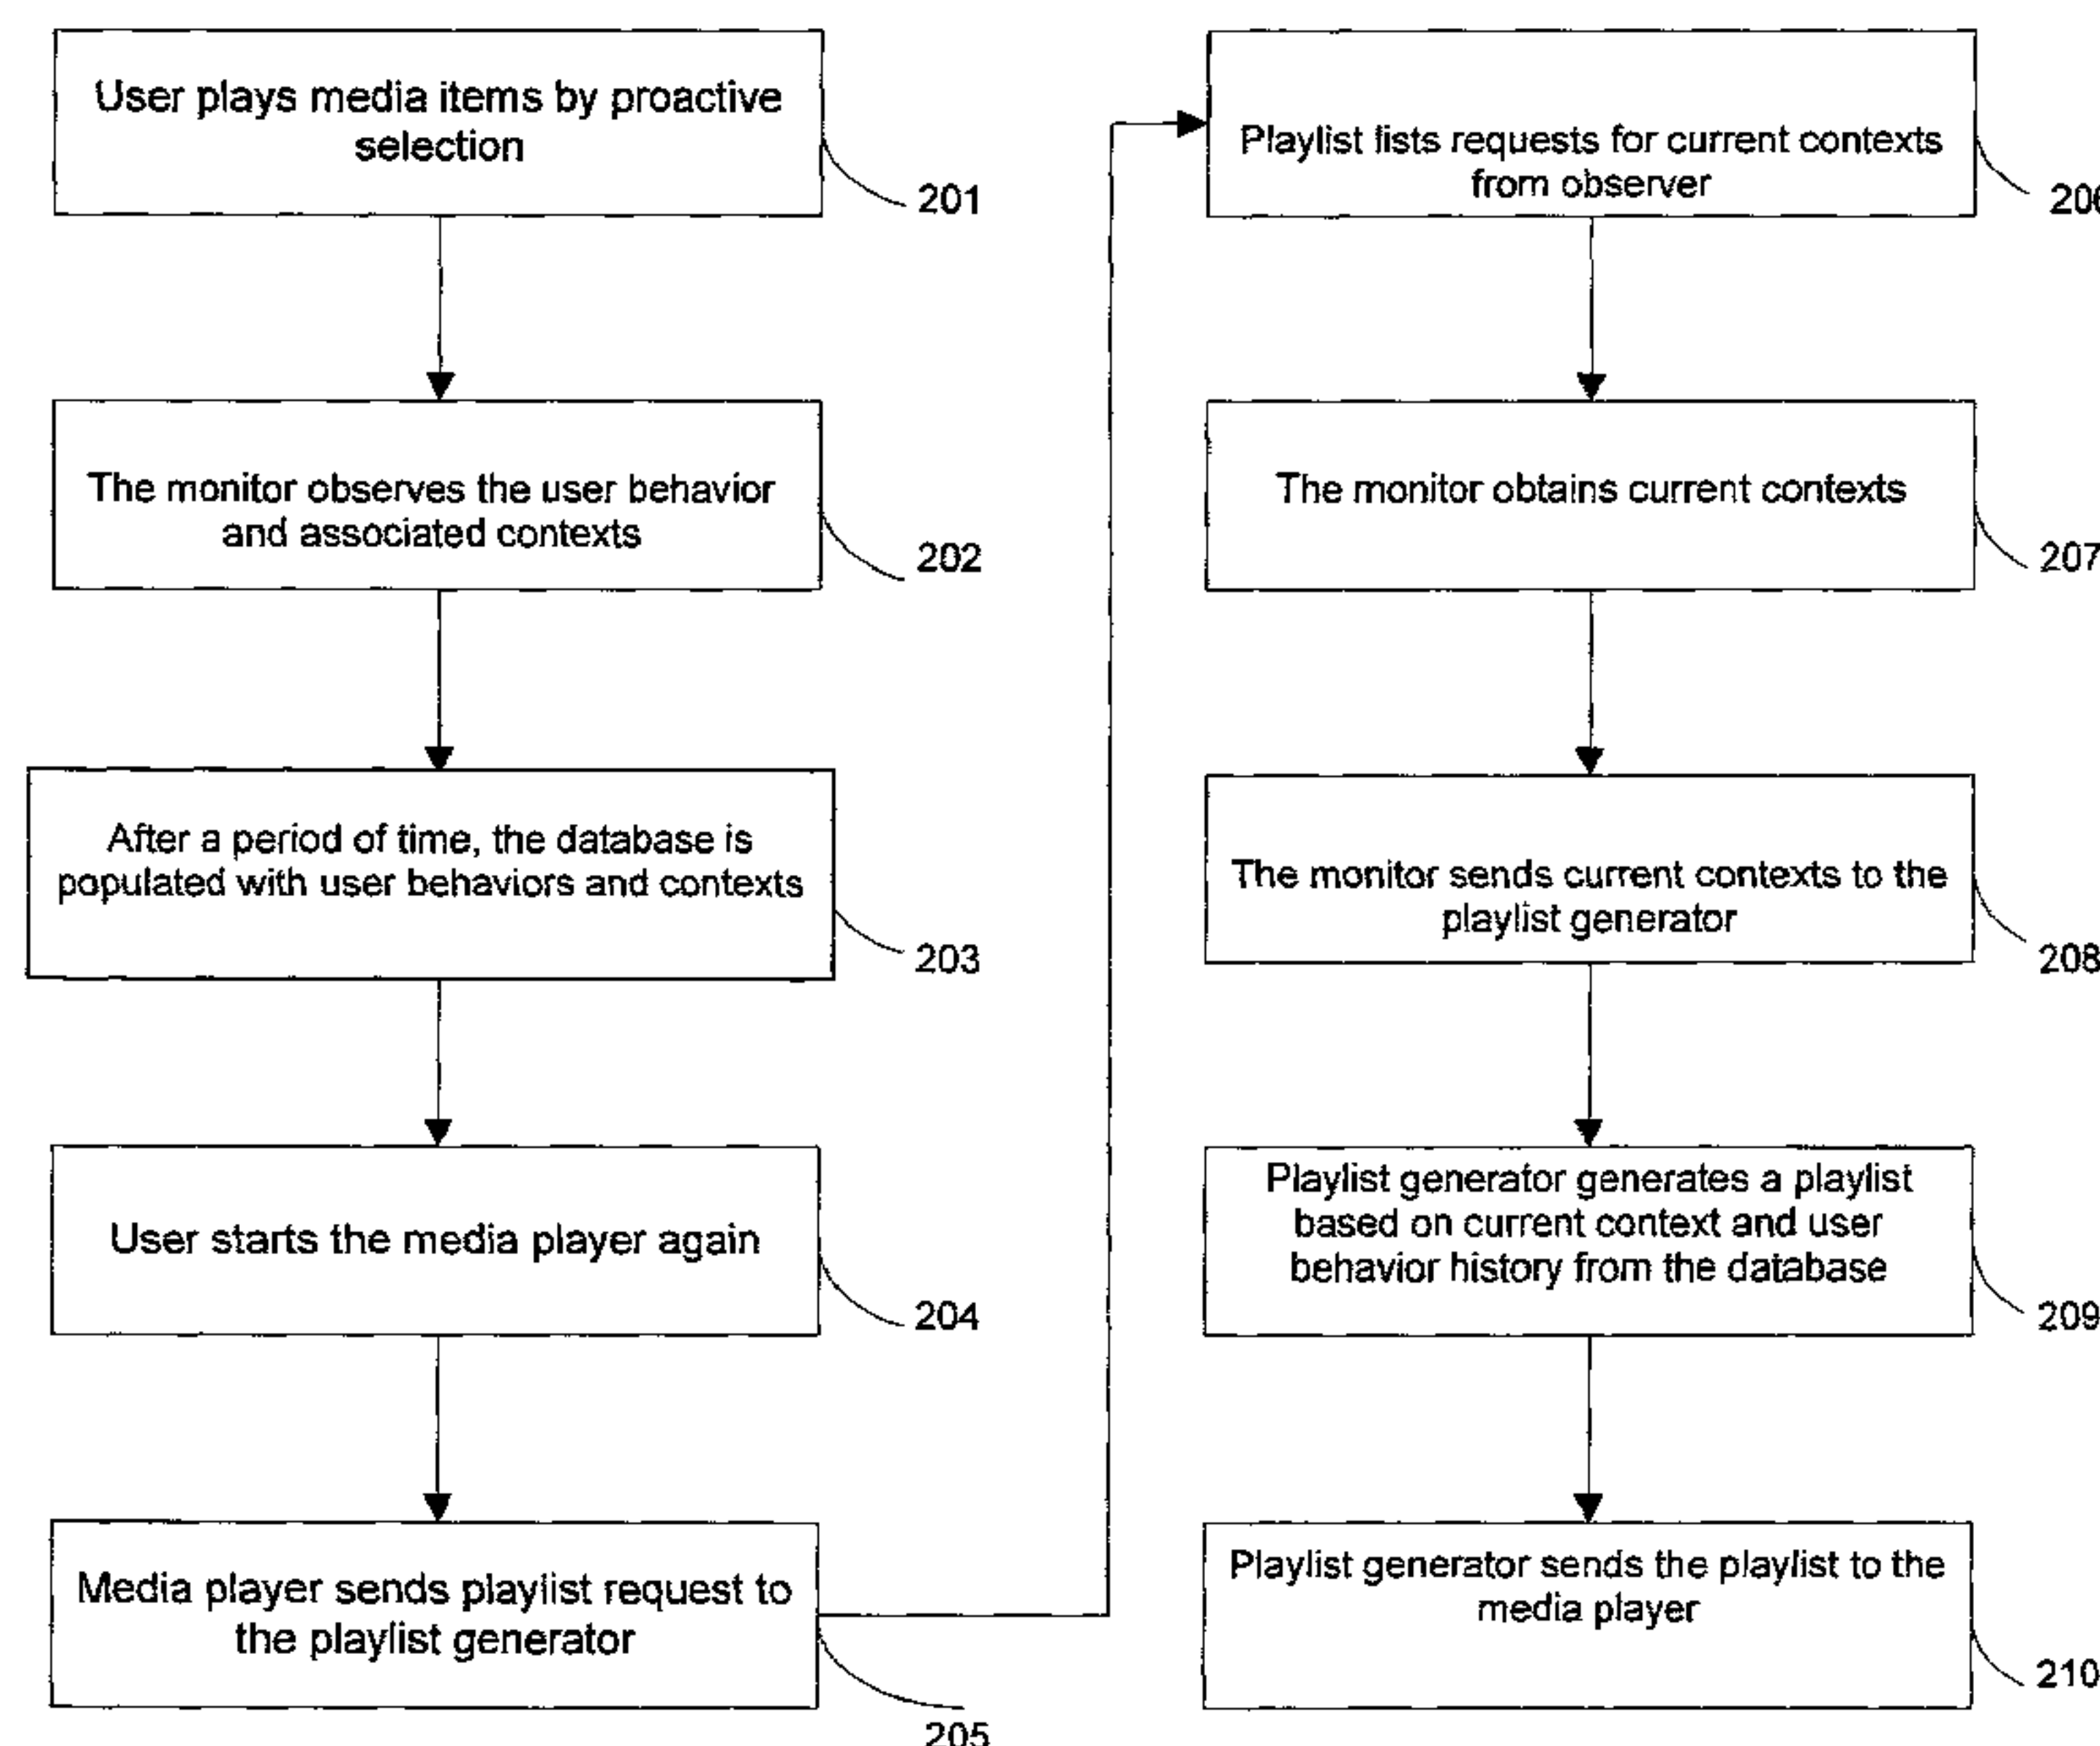 User plays media items by proactive
selection
201
The monitor observes the user behavior
and associated contexts
202
After a period of time, the database is
populated with user behaviors and contexts
203
User starts the media player again
204
Media player sends playlist request to
the playlist generator
205
Playlist lists requests for current contexts
from observer
206
The monitor obtains current contexts
207
The monitor sends current contexts to the
playlist generator
208
Playlist generator generates a playlist
based on current context and user
behavior history from the database
209
Playlist generator sends the playlist to the
media player
210